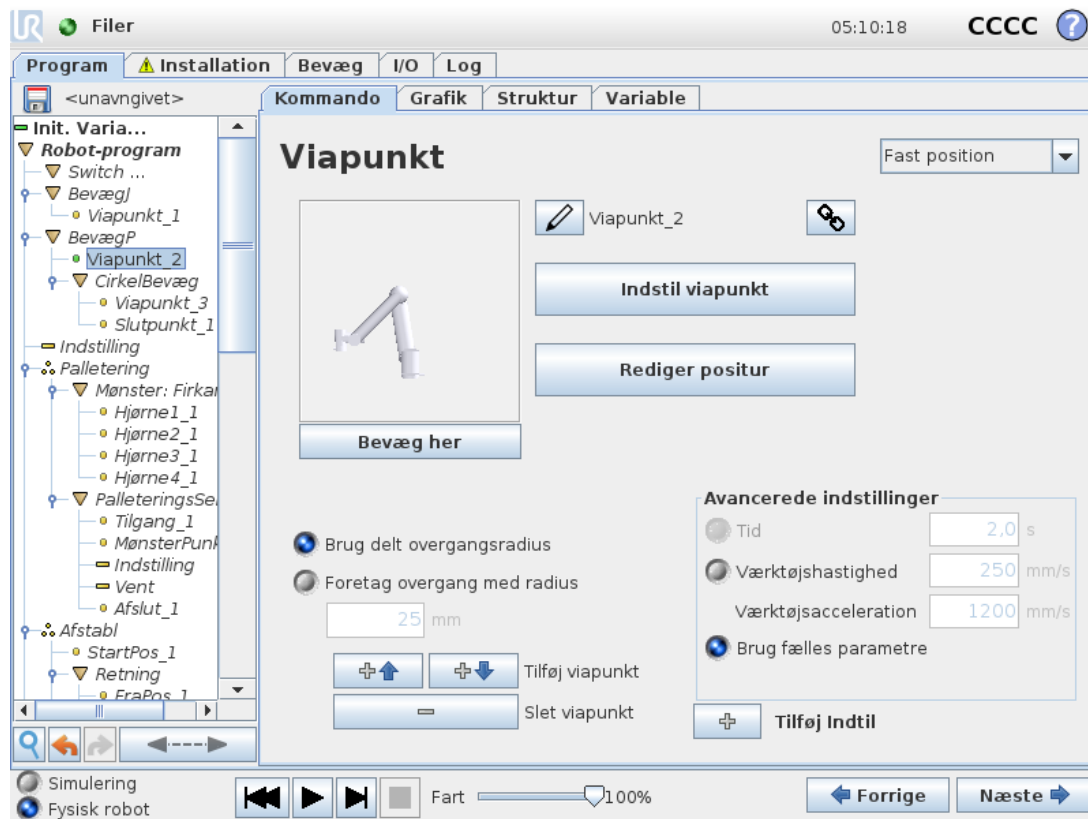 UR Filer 05:10:18 CCCC ?
Program Installation Bevæg I/O Log
<unavngivet> Kommando Grafik Struktur Variable
Init. Varia...
Robot-program
Switch ...
BevægJ
Viapunkt_1
BevægP
Viapunkt_2
CirkelBevæg
Viapunkt_3
Slutpunkt_1
Indstilling
Palletering
Mønster: Firkan
Hjørne1_1
Hjørne2_1
Hjørne3_1
Hjørne4_1
PalleteringsSe
Tilgang_1
MønsterPunk
Indstilling
Vent
Afslut_1
Afstabl
StartPos_1
Retning
FraPos_1
Viapunkt Fast position
Viapunkt_2
Indstil viapunkt
Rediger positur
Bevæg her
Brug delt overgangsradius
Foretag overgang med radius
25 mm
Tilføj viapunkt
Slet viapunkt
Avancerede indstillinger
Tid 2,0 s
Værktøjshastighed 250 mm/s
Værktøjsacceleration 1200 mm/s
Brug fælles parametre
Tilføj Indtil
Simulering
Fysisk robot
Fart 100%
Forrige Næste